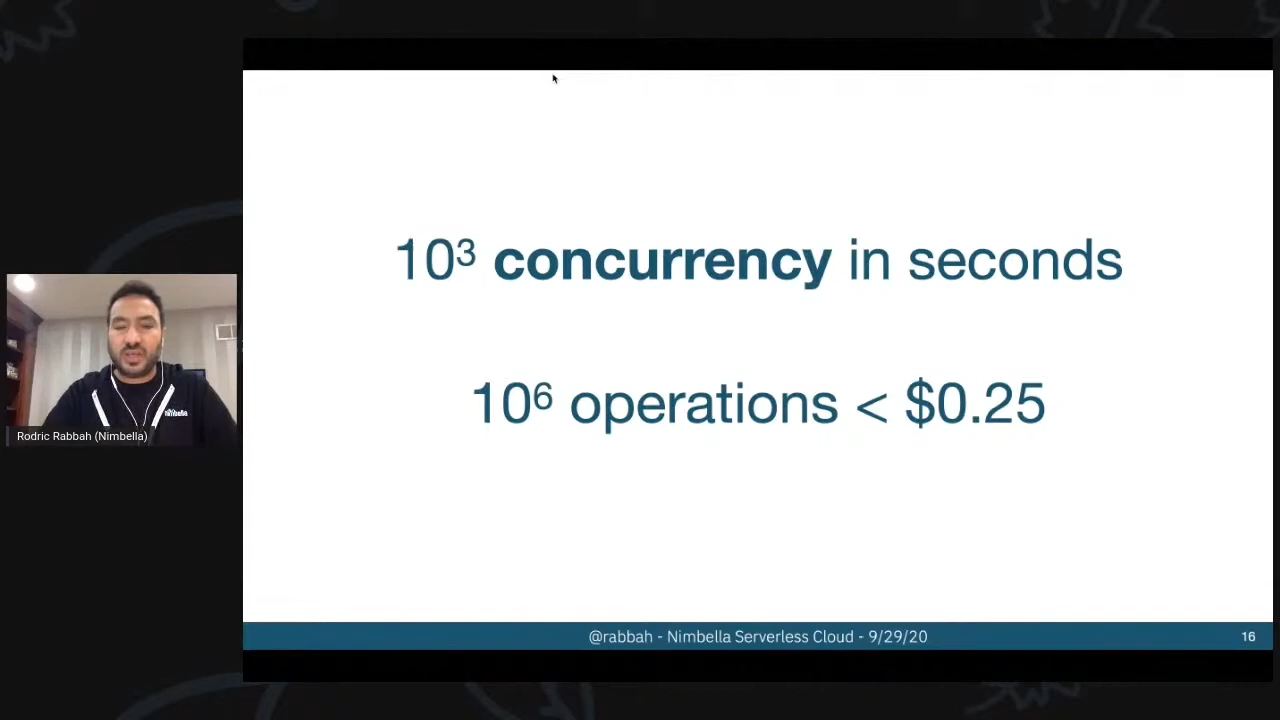 10³ concurrency in seconds
10⁶ operations < $0.25
nimbella
Rodric Rabbah (Nimbella)
@rabbah - Nimbella Serverless Cloud - 9/29/20
16